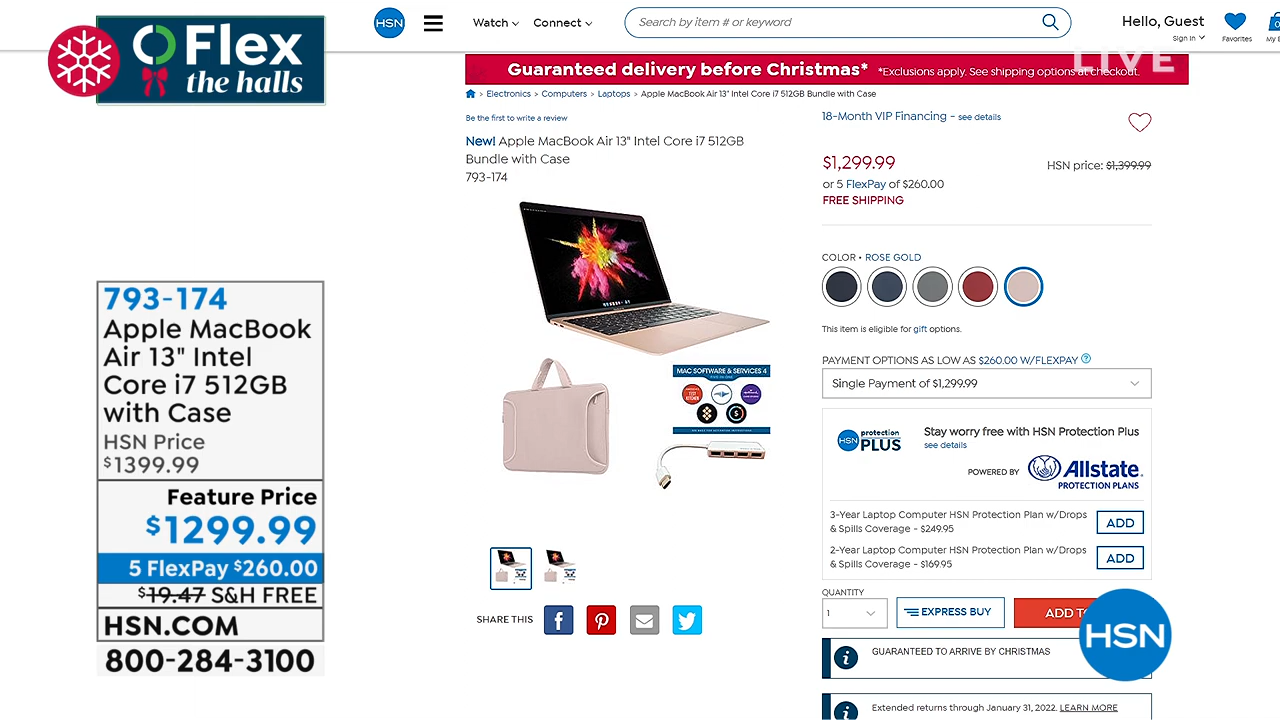 Flex
the halls
HSN
Watch
Connect
Search by item # or keyword
Hello, Guest
Sign In
Favorites
LIVE
Guaranteed delivery before Christmas* *Exclusions apply. See shipping options at checkout.
> Electronics > Computers > Laptops > Apple MacBook Air 13" Intel Core i7 512GB Bundle with Case
Be the first to write a review
New! Apple MacBook Air 13" Intel Core i7 512GB
Bundle with Case
793-174
MAC SOFTWARE & SERVICES 4
18-Month VIP Financing - see details
$1,299.99
HSN price: $1,399.99
or 5 FlexPay of $260.00
FREE SHIPPING
COLOR • ROSE GOLD
This item is eligible for gift options.
PAYMENT OPTIONS AS LOW AS $260.00 W/FLEXPAY ?
Single Payment of $1,299.99
HSN protection
PLUS
Stay worry free with HSN Protection Plus
see details
POWERED BY Allstate.
PROTECTION PLANS
3-Year Laptop Computer HSN Protection Plan w/Drops
& Spills Coverage - $249.95
ADD
2-Year Laptop Computer HSN Protection Plan w/Drops
& Spills Coverage - $169.95
ADD
QUANTITY
1
EXPRESS BUY
ADD
HSN
GUARANTEED TO ARRIVE BY CHRISTMAS
Extended returns through January 31, 2022. LEARN MORE
SHARE THIS
793-174
Apple MacBook
Air 13" Intel
Core i7 512GB
with Case
HSN Price
$1399.99
Feature Price
$1299.99
5 FlexPay $260.00
$19.47 S&H FREE
HSN.COM
800-284-3100